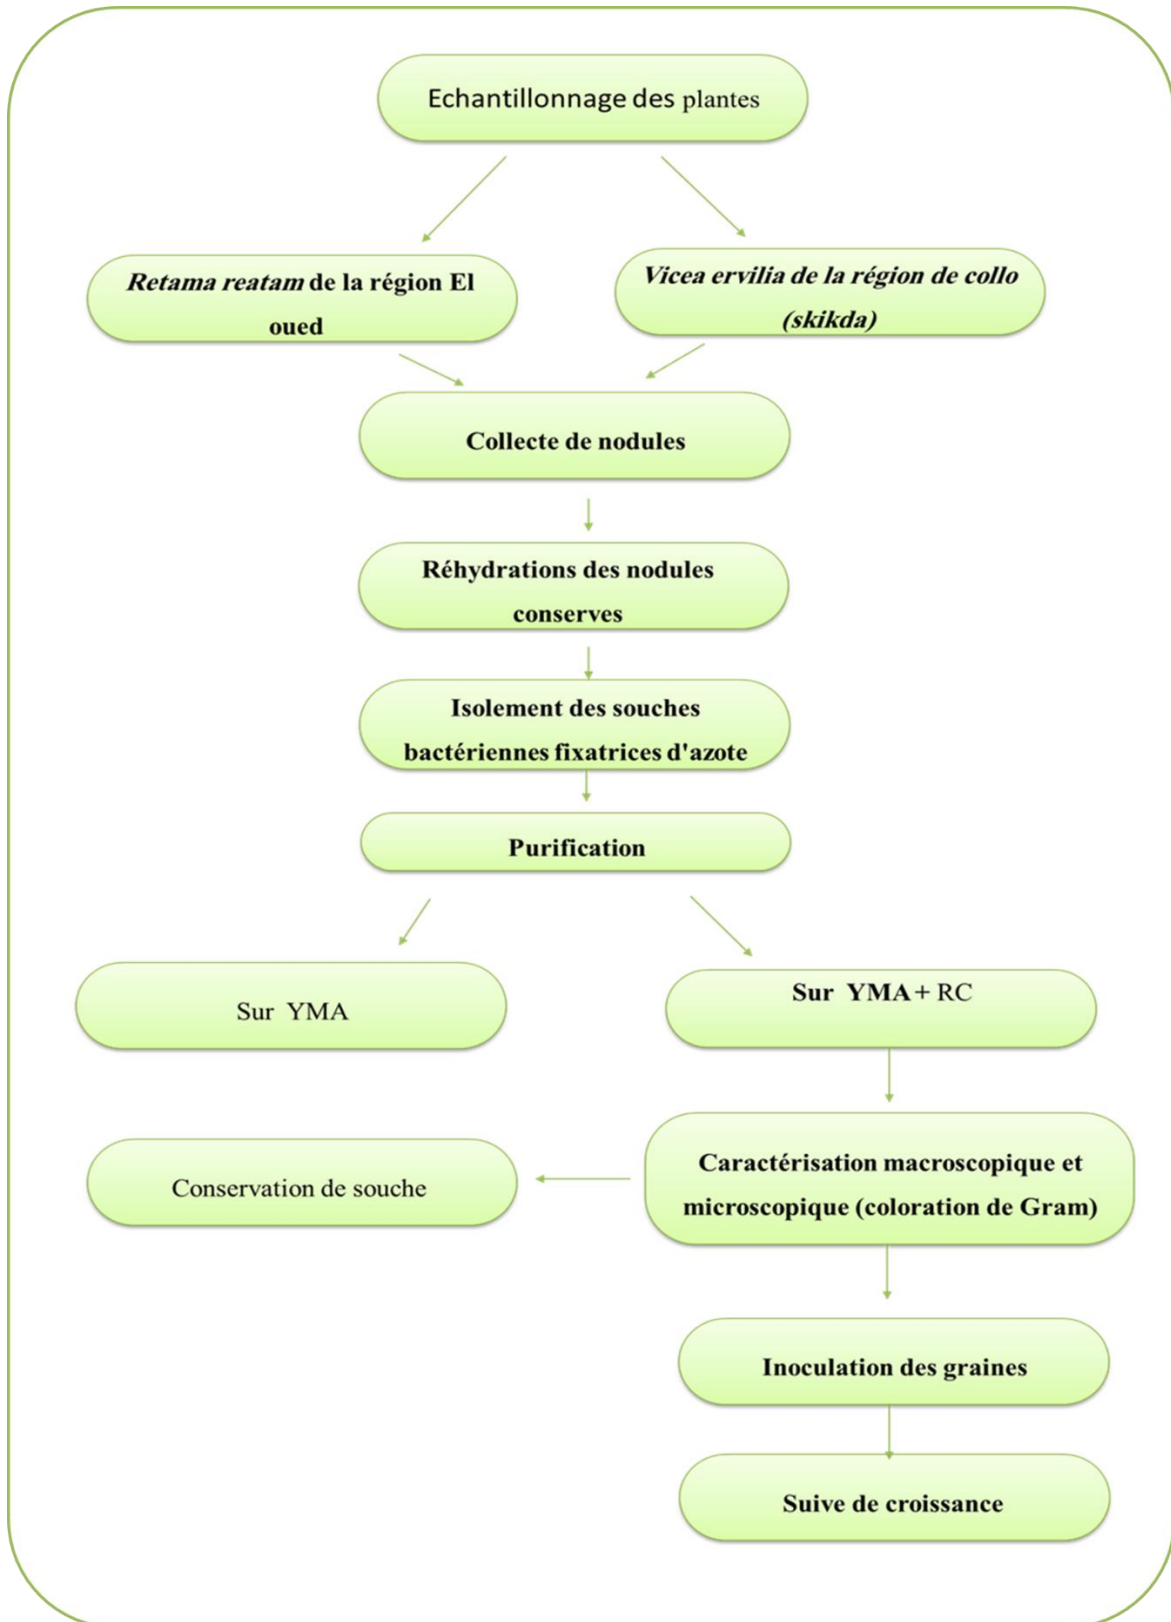 Echantillonnage des plantes
Retama reatam de la région El
oued
Vicea ervilia de la région de collo
(skikda)
Collecte de nodules
Réhydrations des nodules
conserves
Isolement des souches
bactériennes fixatrices d'azote
Purification
Sur YMA
Sur YMA + RC
Caractérisation macroscopique et
microscopique (coloration de Gram)
Conservation de souche
Inoculation des graines
Suive de croissance